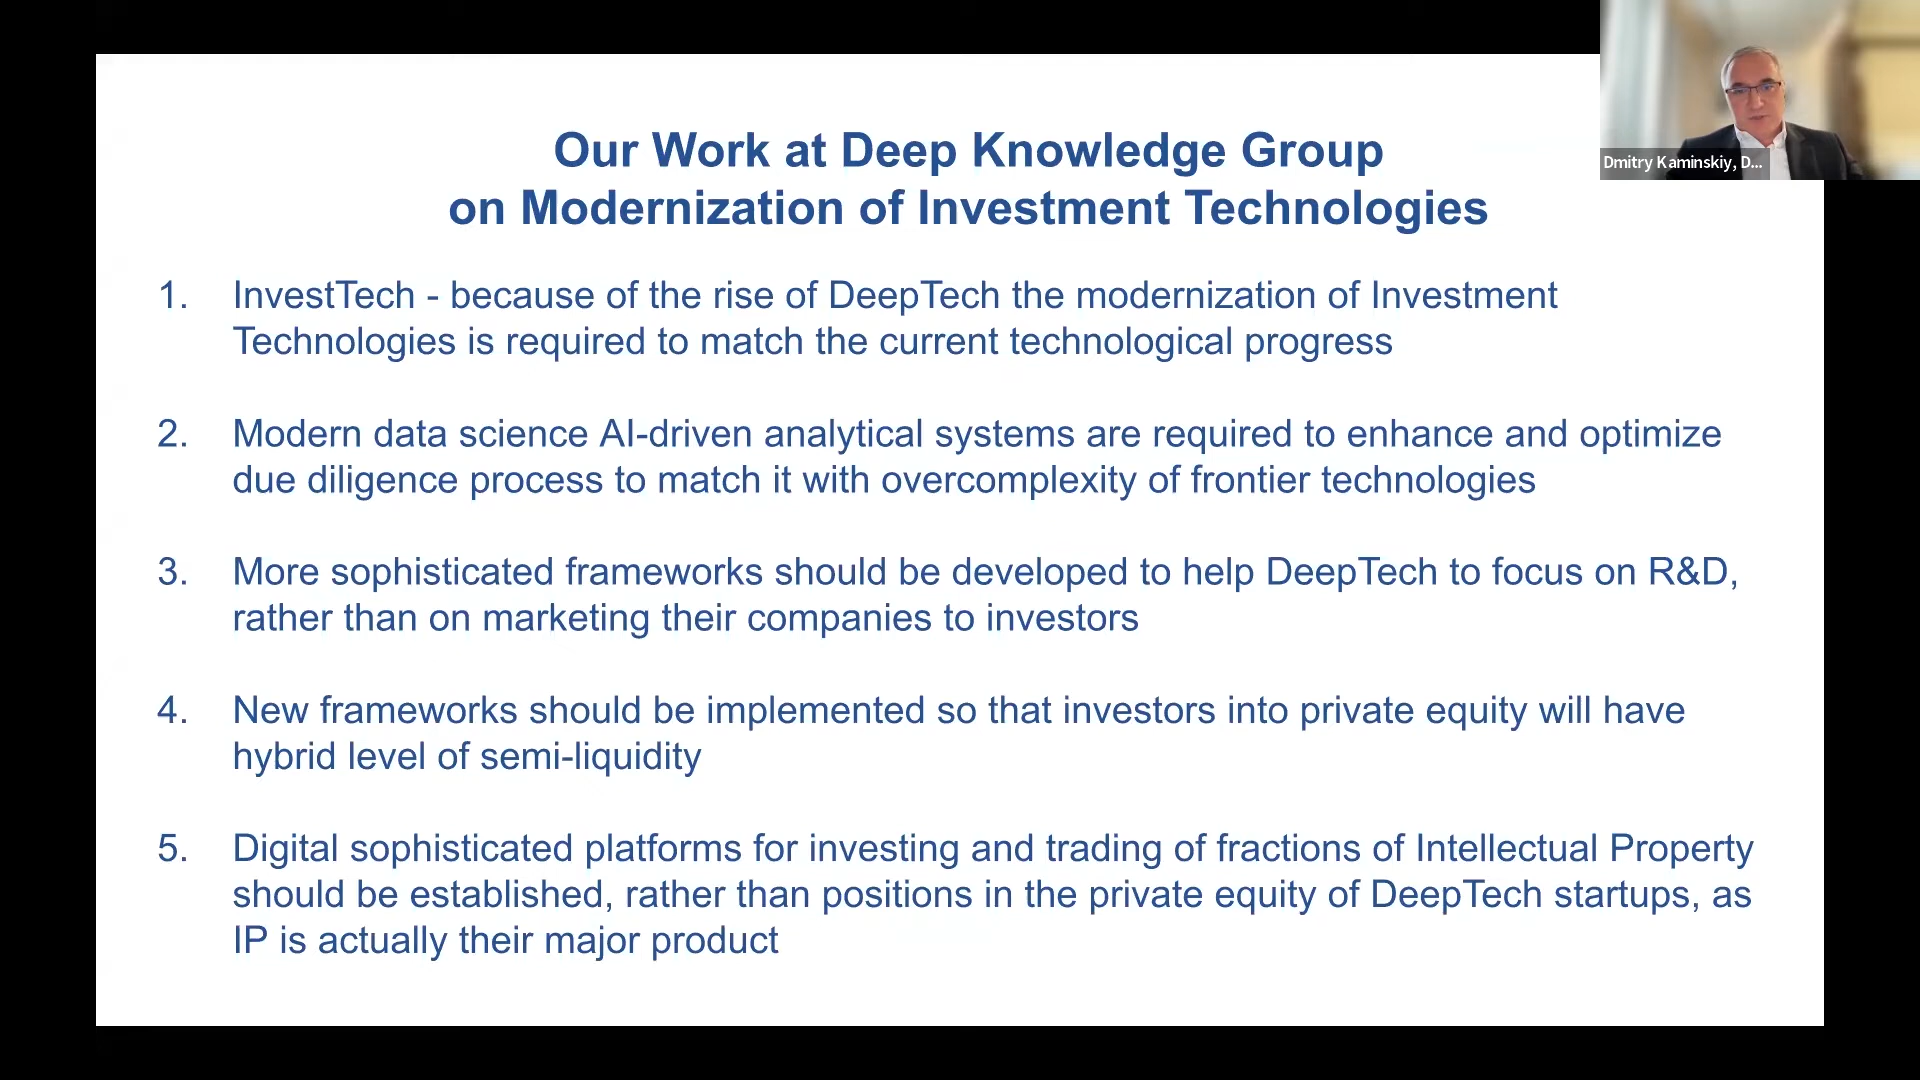 Our Work at Deep Knowledge Group
on Modernization of Investment Technologies
Dmitry Kaminskiy, D...
1. InvestTech - because of the rise of DeepTech the modernization of Investment
Technologies is required to match the current technological progress
2. Modern data science AI-driven analytical systems are required to enhance and optimize
due diligence process to match it with overcomplexity of frontier technologies
3. More sophisticated frameworks should be developed to help DeepTech to focus on R&D,
rather than on marketing their companies to investors
4. New frameworks should be implemented so that investors into private equity will have
hybrid level of semi-liquidity
5. Digital sophisticated platforms for investing and trading of fractions of Intellectual Property
should be established, rather than positions in the private equity of DeepTech startups, as
IP is actually their major product